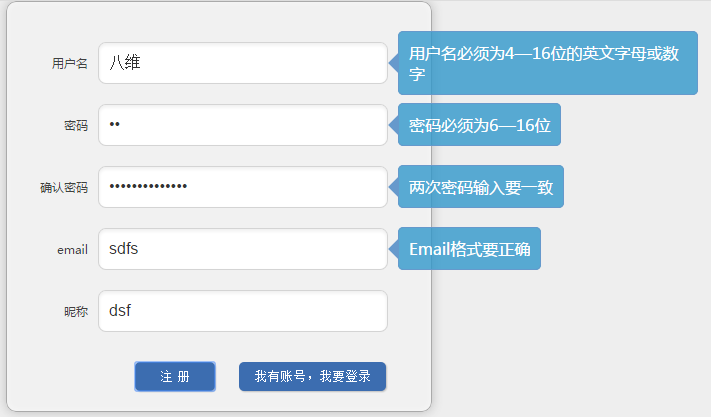 用户名 八维 用户名必须为4—16位的英文字母或数
字
密码 •• 密码必须为6—16位
确认密码 •••••••••••••• 两次密码输入要一致
email sdfs Email格式要正确
昵称 dsf
注 册 我有账号，我要登录